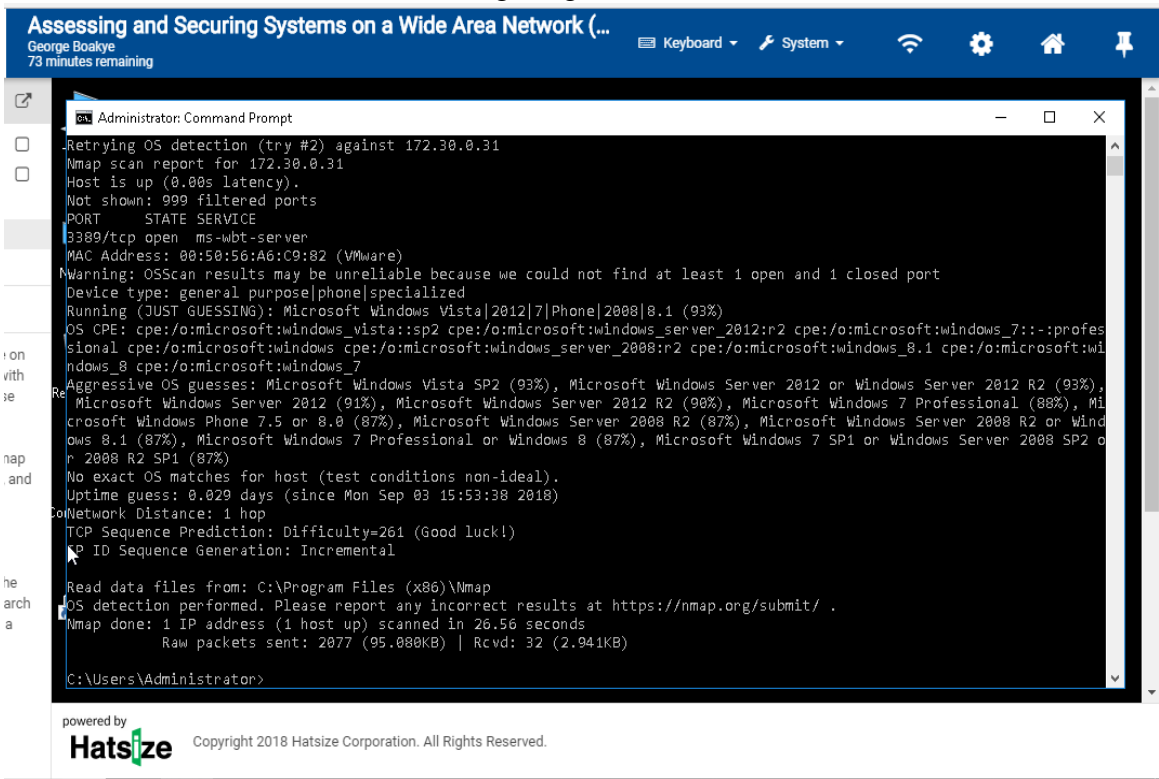 Assessing and Securing Systems on a Wide Area Network (...
George Boakye
73 minutes remaining
Keyboard
System
Administrator: Command Prompt
Retrying OS detection (try #2) against 172.30.0.31
Nmap scan report for 172.30.0.31
Host is up (0.00s latency).
Not shown: 999 filtered ports
PORT     STATE SERVICE
3389/tcp open  ms-wbt-server
MAC Address: 00:50:56:A6:C9:82 (VMware)
Warning: OSScan results may be unreliable because we could not find at least 1 open and 1 closed port
Device type: general purpose|phone|specialized
Running (JUST GUESSING): Microsoft Windows Vista|2012|7|Phone|2008|8.1 (93%)
OS CPE: cpe:/o:microsoft:windows_vista::sp2 cpe:/o:microsoft:windows_server_2012:r2 cpe:/o:microsoft:windows_7::-:profes
sional cpe:/o:microsoft:windows cpe:/o:microsoft:windows_server_2008:r2 cpe:/o:microsoft:windows_8.1 cpe:/o:microsoft:wi
ndows_8 cpe:/o:microsoft:windows_7
Aggressive OS guesses: Microsoft Windows Vista SP2 (93%), Microsoft Windows Server 2012 or Windows Server 2012 R2 (93%),
 Microsoft Windows Server 2012 (91%), Microsoft Windows Server 2012 R2 (90%), Microsoft Windows 7 Professional (88%), Mi
crosoft Windows Phone 7.5 or 8.0 (87%), Microsoft Windows Server 2008 R2 (87%), Microsoft Windows Server 2008 R2 or Wind
ows 8.1 (87%), Microsoft Windows 7 Professional or Windows 8 (87%), Microsoft Windows 7 SP1 or Windows Server 2008 SP2 o
r 2008 R2 SP1 (87%)
No exact OS matches for host (test conditions non-ideal).
Uptime guess: 0.029 days (since Mon Sep 03 15:53:38 2018)
Network Distance: 1 hop
TCP Sequence Prediction: Difficulty=261 (Good luck!)
IP ID Sequence Generation: Incremental
Read data files from: C:\Program Files (x86)\Nmap
OS detection performed. Please report any incorrect results at https://nmap.org/submit/ .
Nmap done: 1 IP address (1 host up) scanned in 26.56 seconds
           Raw packets sent: 2077 (95.080KB) | Rcvd: 32 (2.941KB)
C:\Users\Administrator>
powered by
Hatsize
Copyright 2018 Hatsize Corporation. All Rights Reserved.